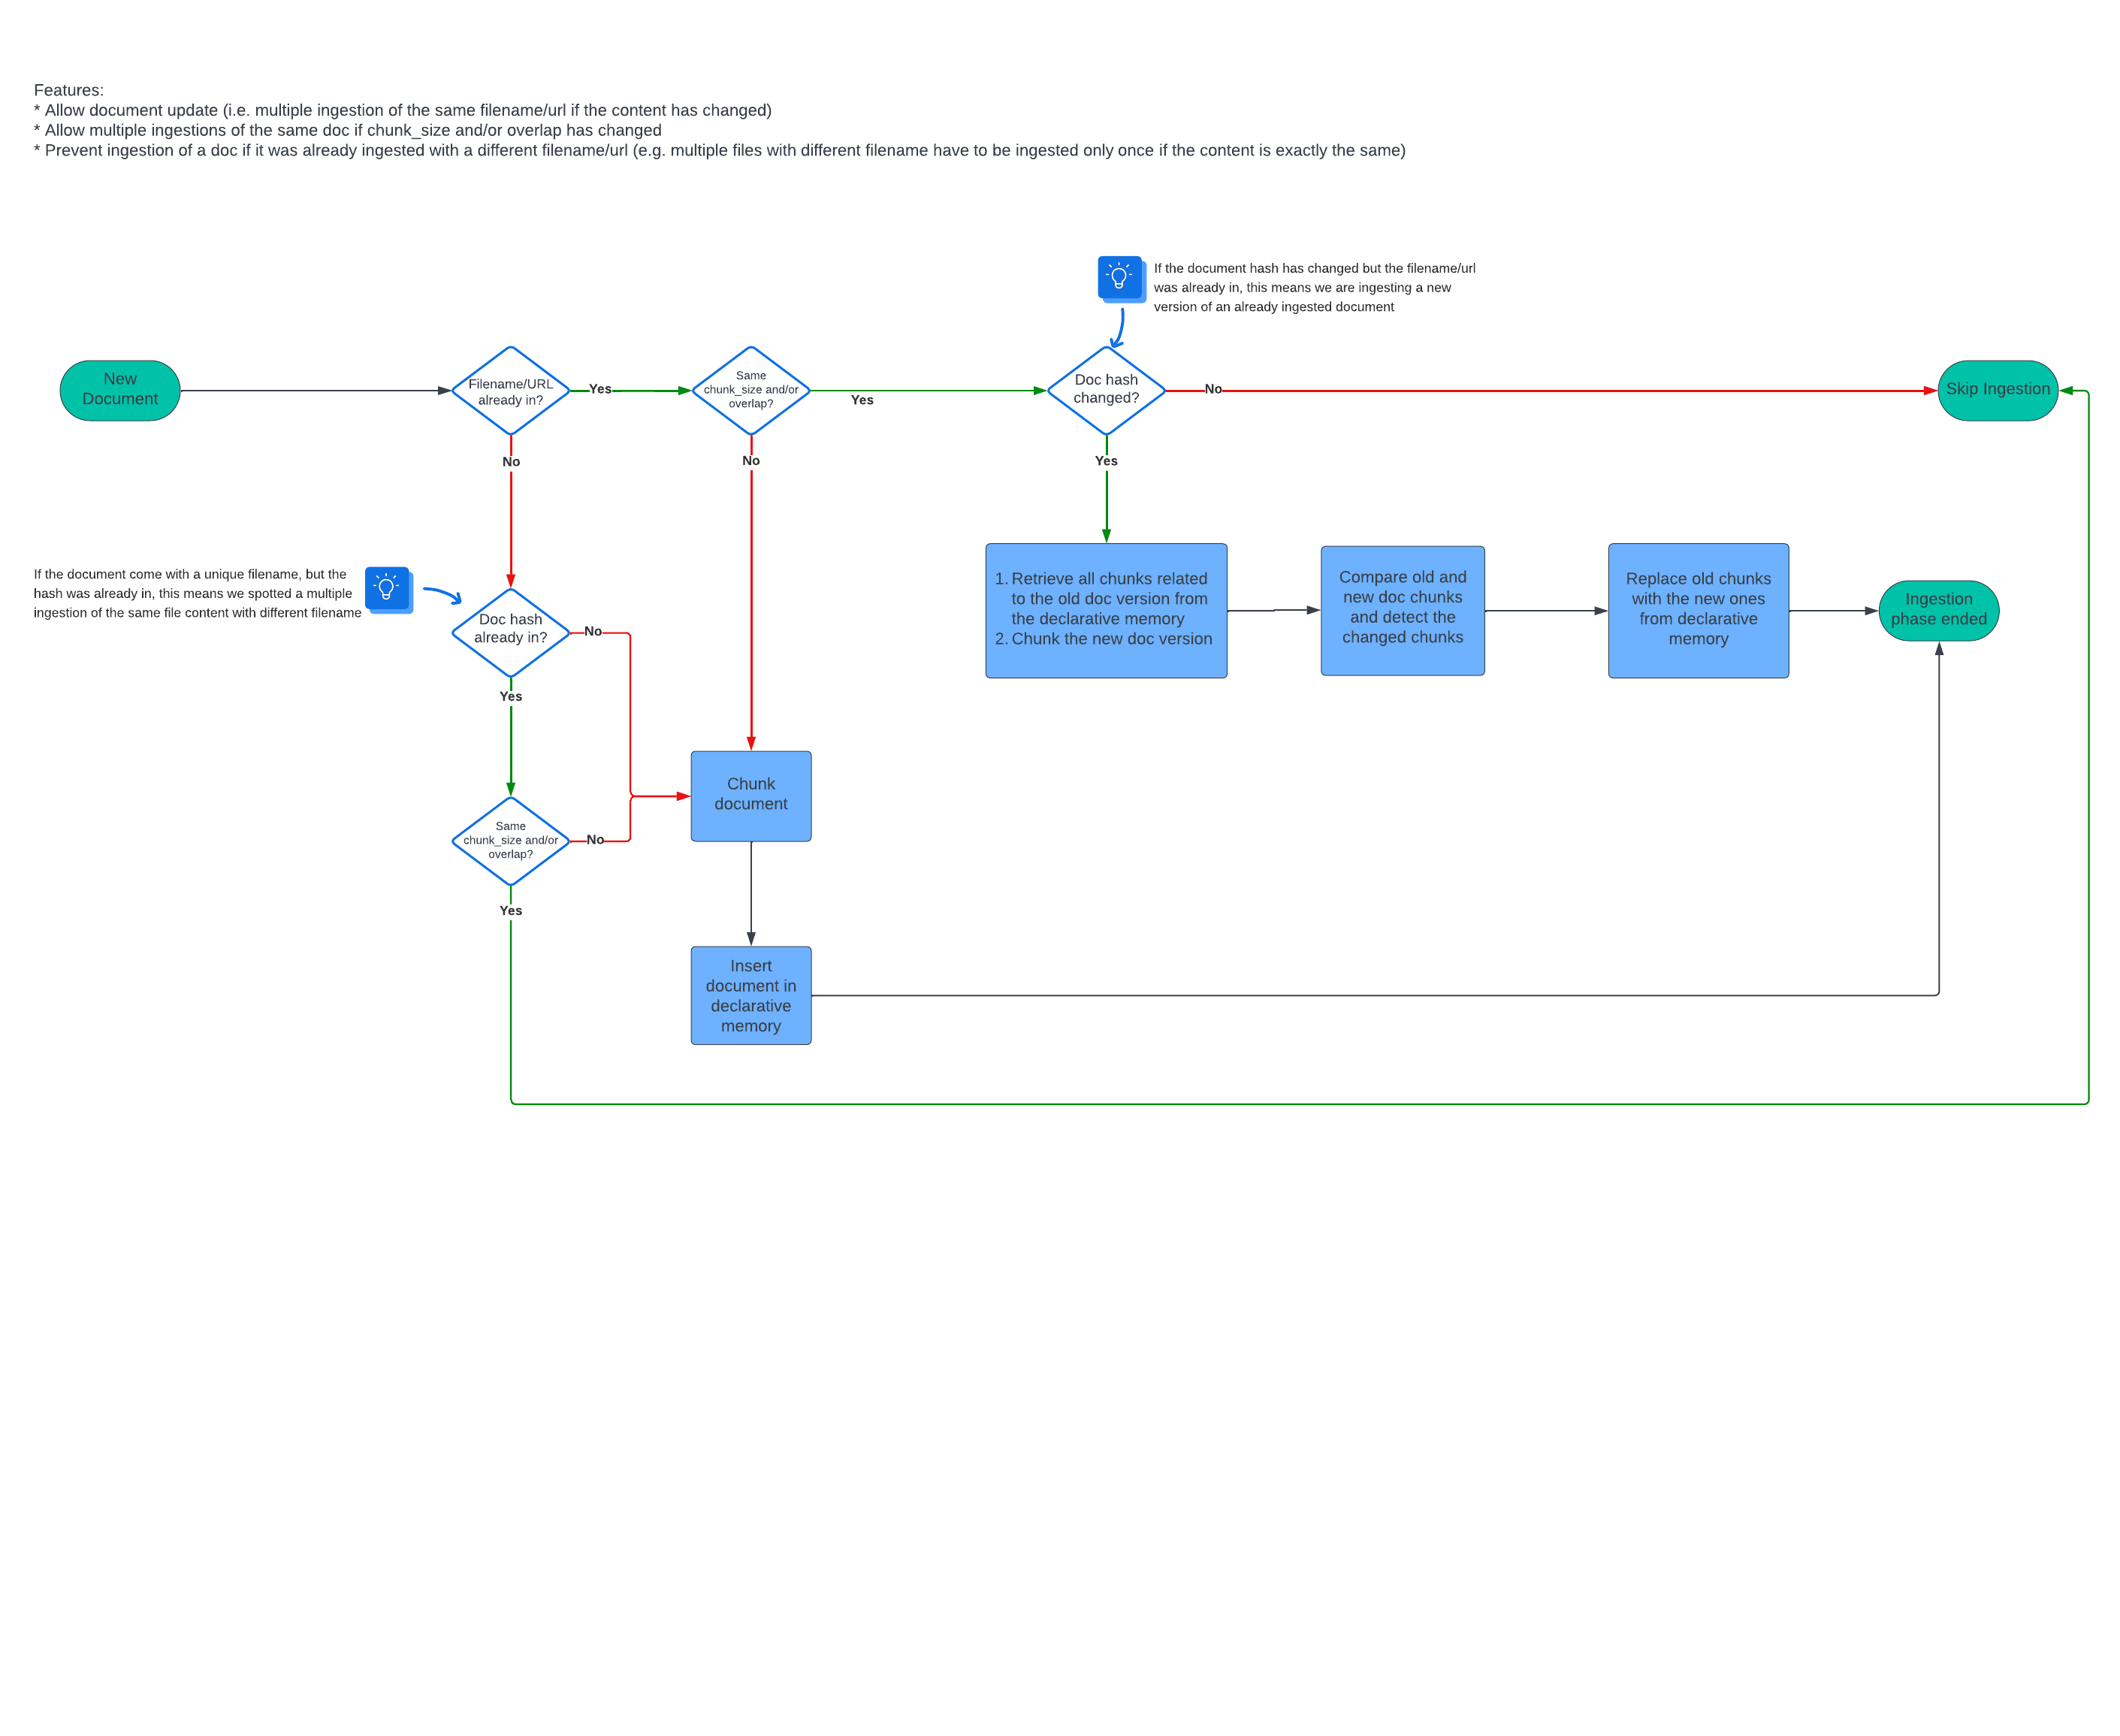 Features:
* Allow document update (i.e. multiple ingestion of the same filename/url if the content has changed)
* Allow multiple ingestions of the same doc if chunk_size and/or overlap has changed
* Prevent ingestion of a doc if it was already ingested with a different filename/url (e.g. multiple files with different filename have to be ingested only once if the content is exactly the same)
If the document hash has changed but the filename/url
was already in, this means we are ingesting a new
version of an already ingested document
New
Document
Filename/URL
already in?
Yes
Same
chunk_size and/or
overlap?
Yes
Doc hash
changed?
No
Skip Ingestion
No
No
Yes
If the document come with a unique filename, but the
hash was already in, this means we spotted a multiple
ingestion of the same file content with different filename
Doc hash
already in?
No
1. Retrieve all chunks related
to the old doc version from
the declarative memory
2. Chunk the new doc version
Compare old and
new doc chunks
and detect the
changed chunks
Replace old chunks
with the new ones
from declarative
memory
Ingestion
phase ended
Yes
Chunk
document
Same
chunk_size and/or
overlap?
No
Yes
Insert
document in
declarative
memory